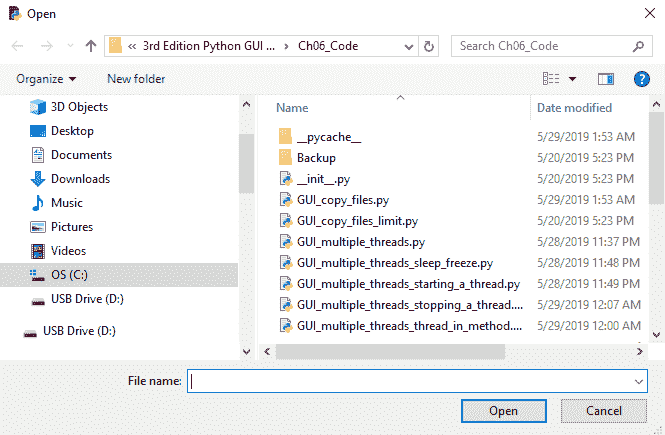 Open
« 3rd Edition Python GUI ... > Ch06_Code
Search Ch06_Code
Organize
New folder
3D Objects
Desktop
Documents
Downloads
Music
Pictures
Videos
OS (C:)
USB Drive (D:)
USB Drive (D:)
Name Date modified
__pycache__ 5/29/2019 1:53 AM
Backup 5/20/2019 5:23 PM
__init__.py 5/20/2019 5:23 PM
GUI_copy_files.py 5/29/2019 1:53 AM
GUI_copy_files_limit.py 5/20/2019 5:23 PM
GUI_multiple_threads.py 5/28/2019 11:37 PM
GUI_multiple_threads_sleep_freeze.py 5/28/2019 11:48 PM
GUI_multiple_threads_starting_a_thread.py 5/28/2019 11:49 PM
GUI_multiple_threads_stopping_a_thread.... 5/29/2019 12:07 AM
GUI_multiple_threads_thread_in_method.... 5/29/2019 12:00 AM
File name:
Open
Cancel